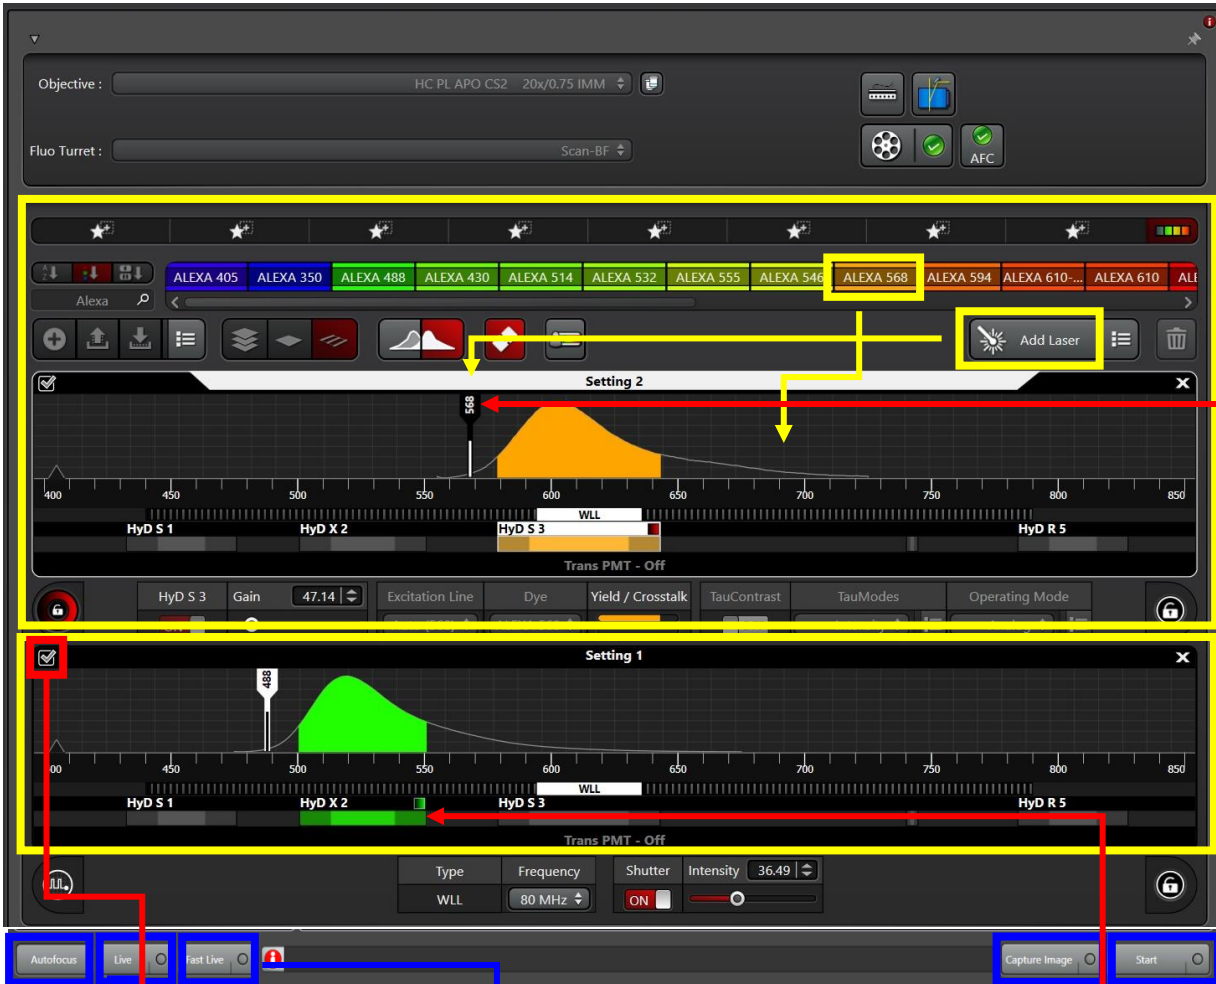 Objective : HC PL APO CS2 20x/0.75 IMM
Fluo Turret : Scan-BF
AFC
ALEXA 405 ALEXA 350 ALEXA 488 ALEXA 430 ALEXA 514 ALEXA 532 ALEXA 555 ALEXA 546 ALEXA 568 ALEXA 594 ALEXA 610-... ALEXA 610 ALE
Alexa
Add Laser
Setting 2
568
400 450 500 550 600 650 700 750 800 850
WLL
HyD S 1 HyD X 2 HyD S 3 HyD R 5
Trans PMT - Off
HyD S 3 Gain 47.14 Excitation Line Dye Yield / Crosstalk TauContrast TauModes Operating Mode
ON
Setting 1
488
00 450 500 550 600 650 700 750 800 850
WLL
HyD S 1 HyD X 2 HyD S 3 HyD R 5
Trans PMT - Off
Type Frequency Shutter Intensity 36.49
WLL 80 MHz ON
Autofocus Live Fast Live Capture Image Start